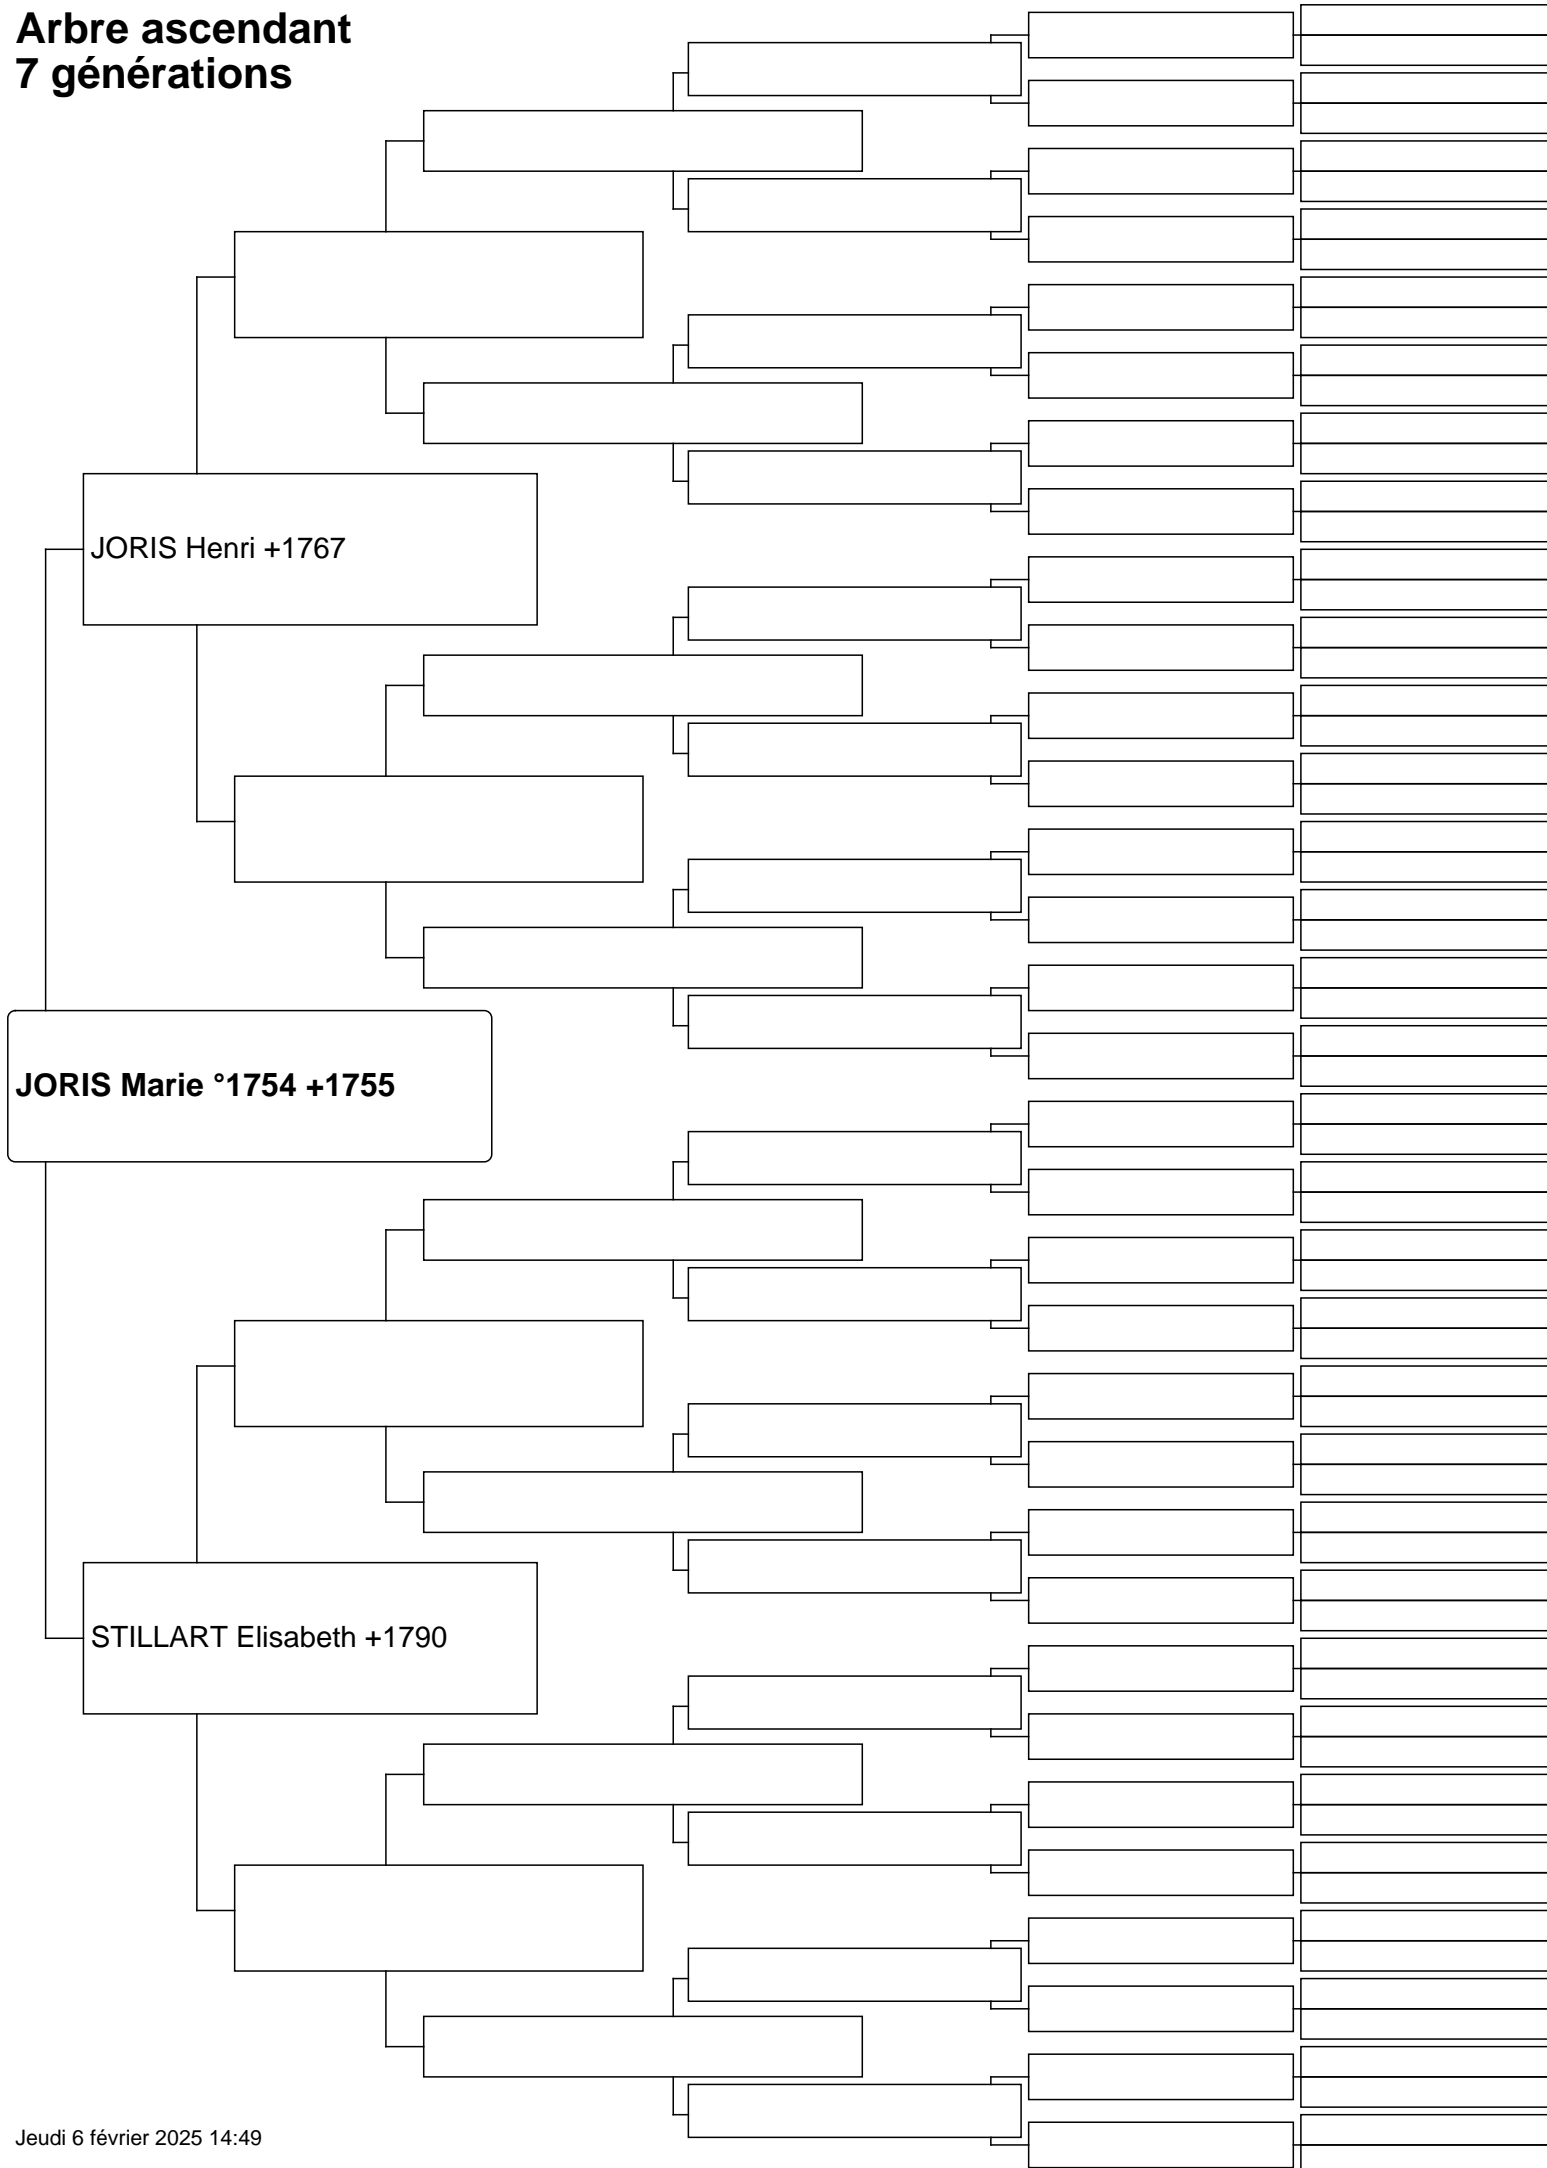 Arbre ascendant
7 générations
JORIS Henri +1767
JORIS Marie °1754 +1755
STILLART Elisabeth +1790
Jeudi 6 février 2025 14:49